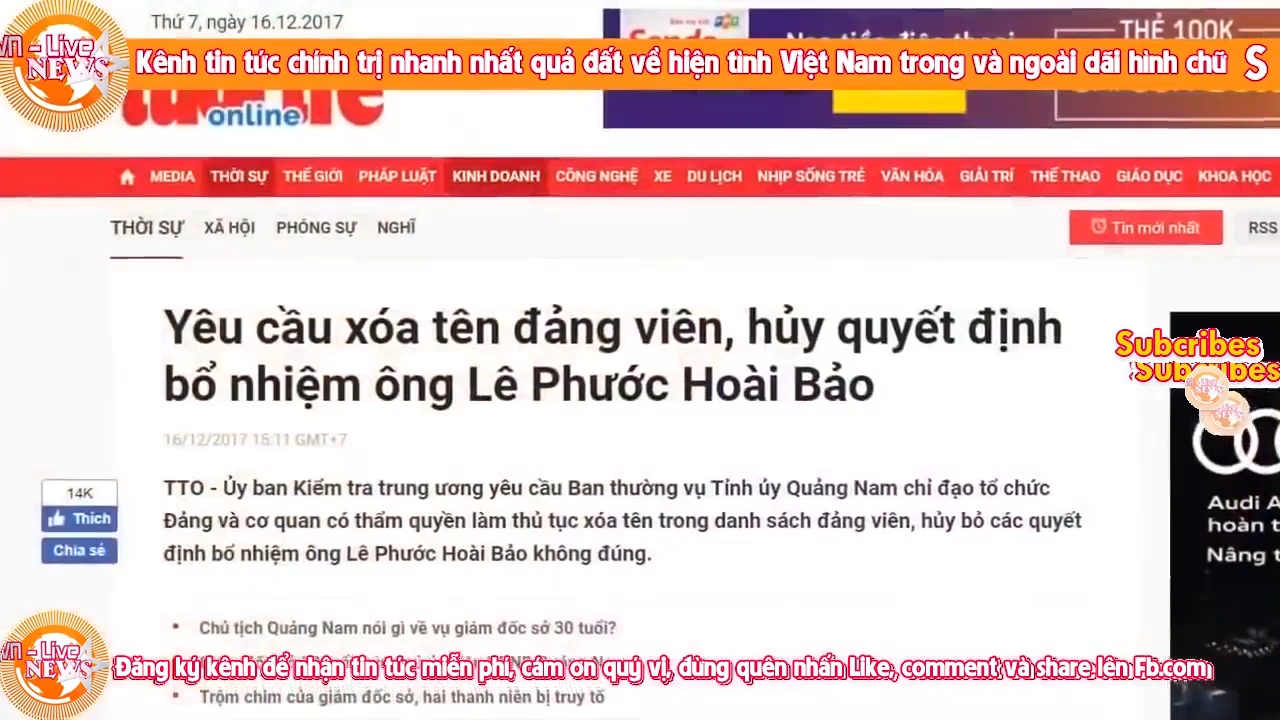 Thứ 7, ngày 16.12.2017
THẺ 100K
VN - Live
NEWS
Kênh tin tức chính trị nhanh nhất quả đất về hiện tình Việt Nam trong và ngoài dãi hình chữ S
online
MEDIA THỜI SỰ THẾ GIỚI PHÁP LUẬT KINH DOANH CÔNG NGHỆ XE DU LỊCH NHỊP SỐNG TRẺ VĂN HÓA GIẢI TRÍ THỂ THAO GIÁO DỤC KHOA HỌC
THỜI SỰ XÃ HỘI PHÓNG SỰ NGHĨ
Tin mới nhất RSS
Yêu cầu xóa tên đảng viên, hủy quyết định
bổ nhiệm ông Lê Phước Hoài Bảo
Subcribes
Subcribes
16/12/2017 15:11 GMT+7
TTO - Ủy ban Kiểm tra trung ương yêu cầu Ban thường vụ Tỉnh ủy Quảng Nam chỉ đạo tổ chức
Đảng và cơ quan có thẩm quyền làm thủ tục xóa tên trong danh sách đảng viên, hủy bỏ các quyết
định bổ nhiệm ông Lê Phước Hoài Bảo không đúng.
14K
Thích
Chia sẻ
Audi A
hoàn t
Nâng t
Chủ tịch Quảng Nam nói gì về vụ giám đốc sở 30 tuổi?
VN - Live
NEWS
Đăng ký kênh để nhận tin tức miễn phí, cám ơn quý vị, đừng quên nhấn Like, comment và share lên Fb.com
Trộm chim của giám đốc sở, hai thanh niên bị truy tố